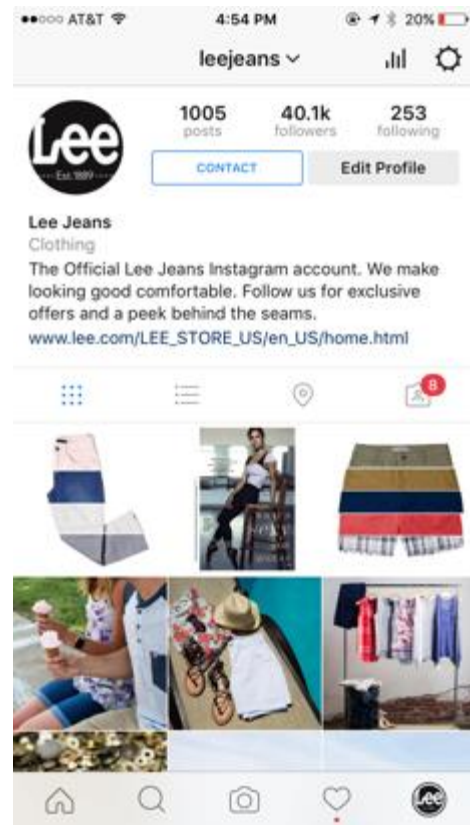 AT&T 4:54 PM 20%
leejeans
1005 40.1k 253
posts followers following
Lee
Est. 1889
CONTACT Edit Profile
Lee Jeans
Clothing
The Official Lee Jeans Instagram account. We make
looking good comfortable. Follow us for exclusive
offers and a peek behind the seams.
www.lee.com/LEE_STORE_US/en_US/home.html
8
Lee